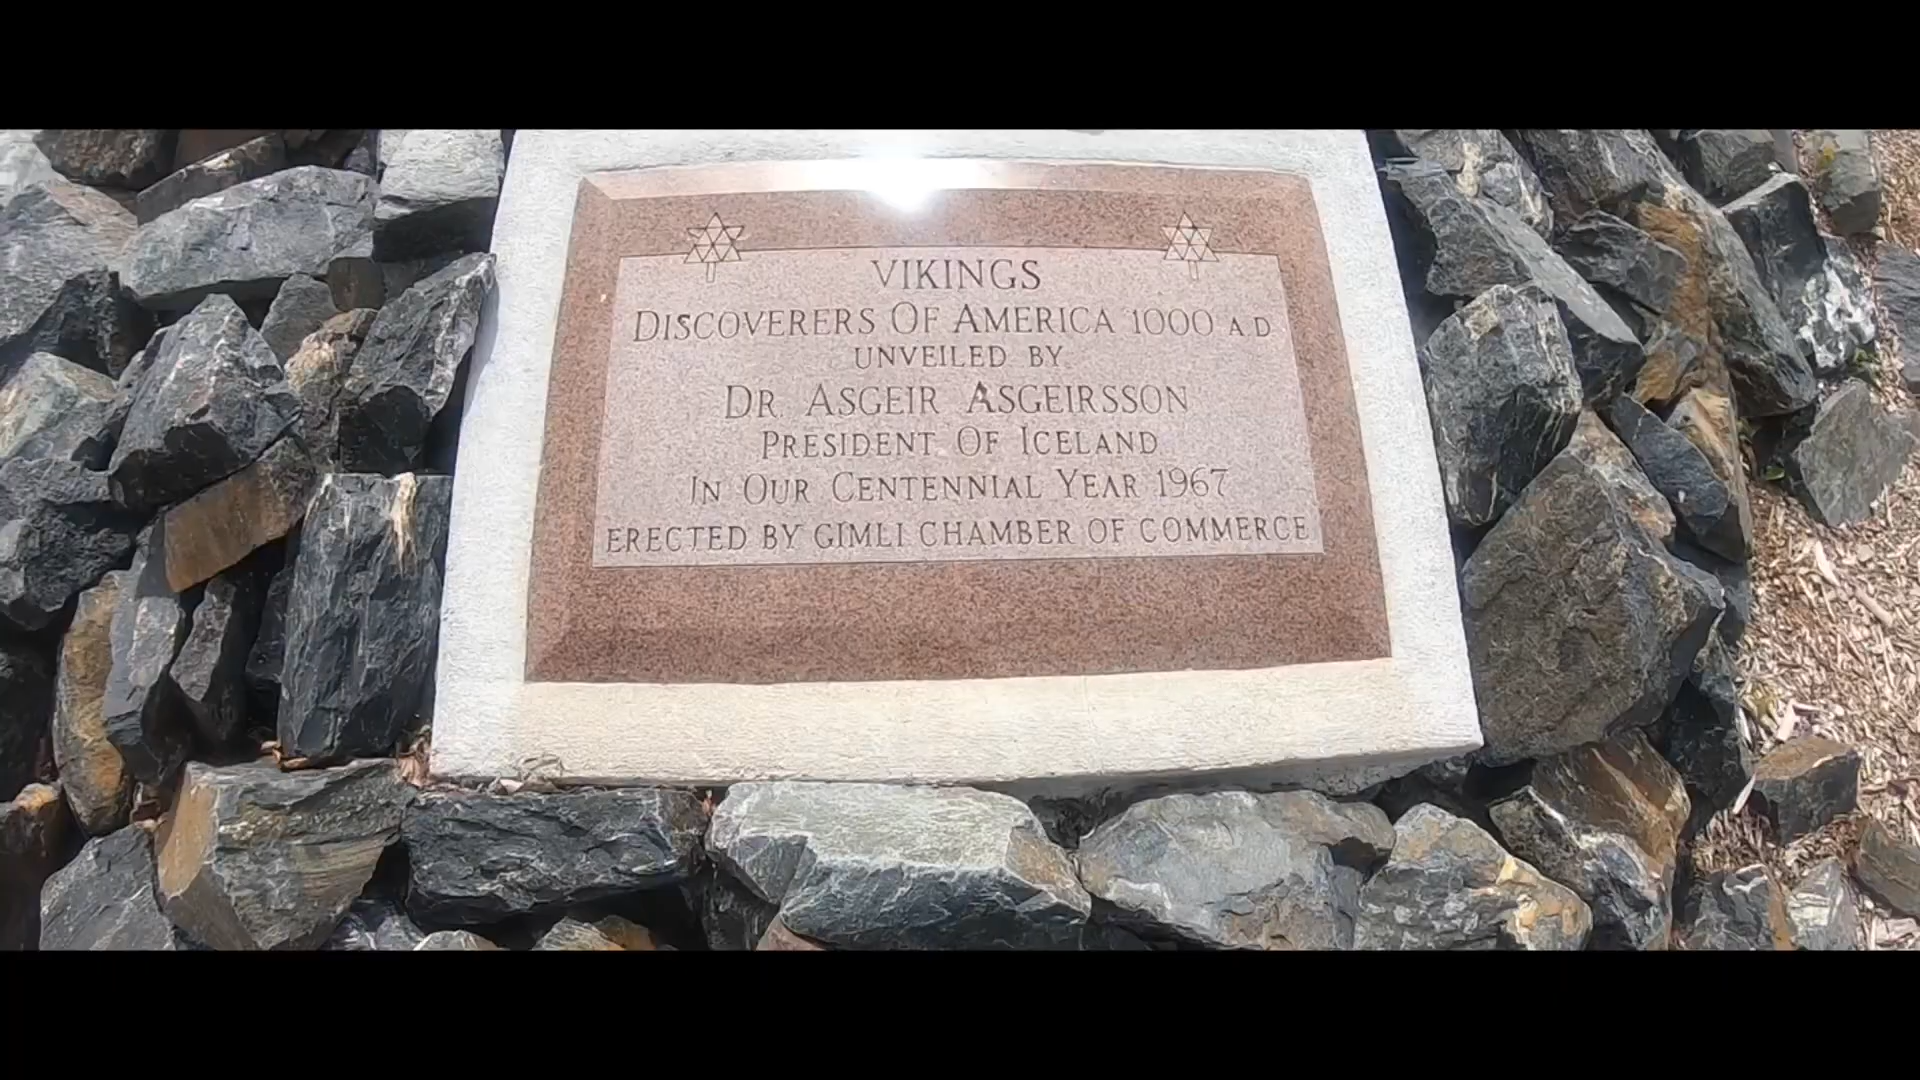 VIKINGS
DISCOVERERS OF AMERICA 1000 A D
UNVEILED BY
DR. ASGEIR ASGEIRSSON
PRESIDENT OF ICELAND
IN OUR CENTENNIAL YEAR 1967
ERECTED BY GIMLI CHAMBER OF COMMERCE